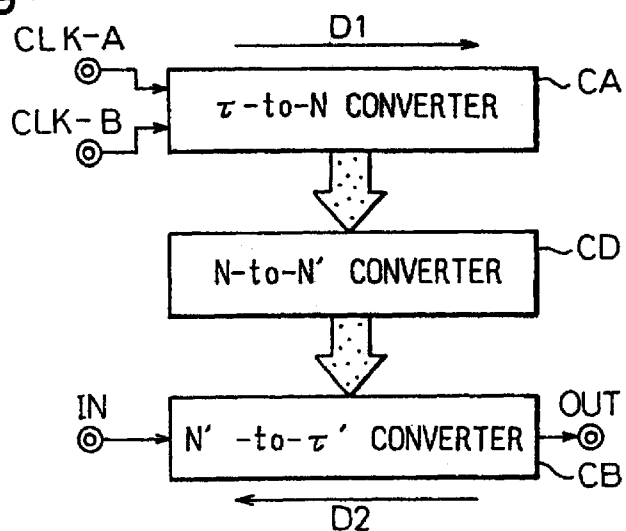 D1
CLK-A
CA
τ-to-N CONVERTER
CLK-B
CD
N-to-N' CONVERTER
IN
OUT
N' -to-τ' CONVERTER
CB
D2